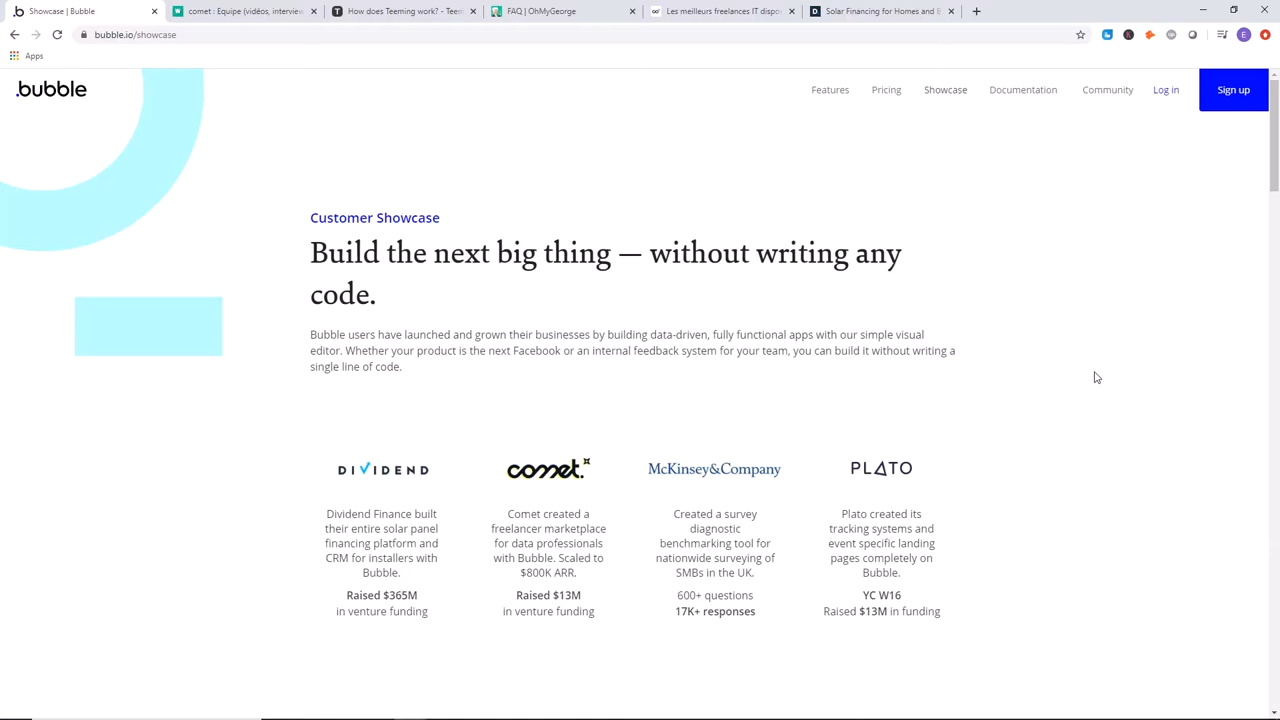 Showcase | Bubble
comet : Equipe (vidéos, interview
How does Teeming work? - Teem
FAQ | OhMyGeorge
Les meilleurs freelances IT dispo
Solar Financing for Homes and B
bubble.io/showcase
Apps
.bubble
Features
Pricing
Showcase
Documentation
Community
Log in
Sign up
Customer Showcase
Build the next big thing — without writing any
code.
Bubble users have launched and grown their businesses by building data-driven, fully functional apps with our simple visual
editor. Whether your product is the next Facebook or an internal feedback system for your team, you can build it without writing a
single line of code.
DIVIDEND
Dividend Finance built
their entire solar panel
financing platform and
CRM for installers with
Bubble.
Raised $365M
in venture funding
comet.
Comet created a
freelancer marketplace
for data professionals
with Bubble. Scaled to
$800K ARR.
Raised $13M
in venture funding
McKinsey&Company
Created a survey
diagnostic
benchmarking tool for
nationwide surveying of
SMBs in the UK.
600+ questions
17K+ responses
PLATO
Plato created its
tracking systems and
event specific landing
pages completely on
Bubble.
YC W16
Raised $13M in funding